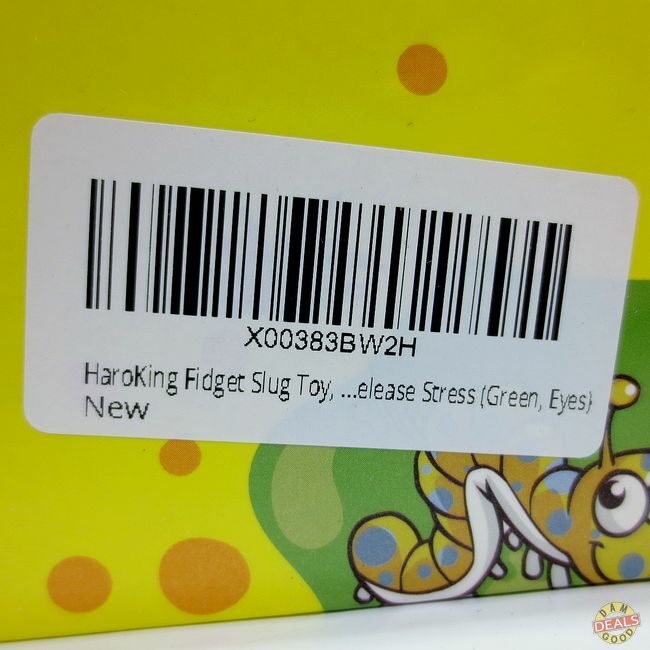 X00383BW2H
HaroKing Fidget Slug Toy, ...elease Stress (Green, Eyes)
New
DAM
DEALS
GOOD